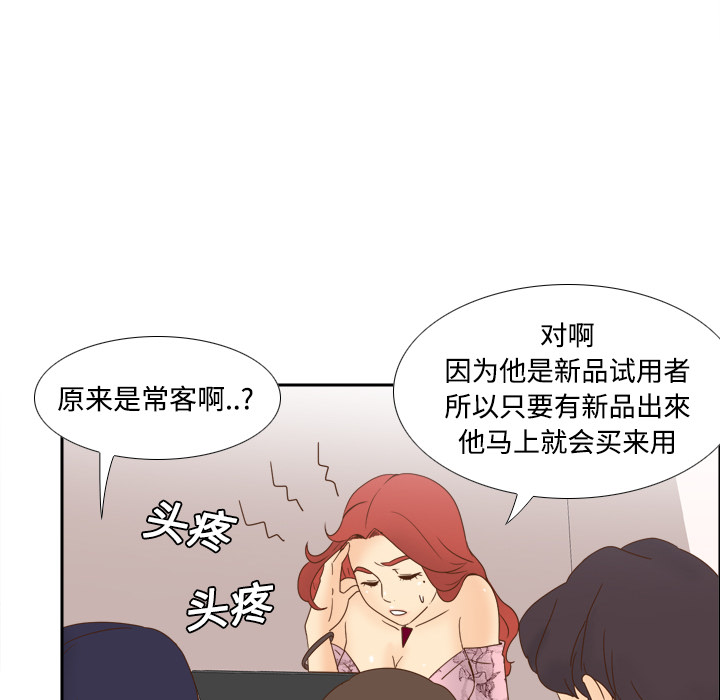 原来是常客啊..?
对啊
因为他是新品试用者
所以只要有新品出來
他马上就会买来用
头疼
头疼